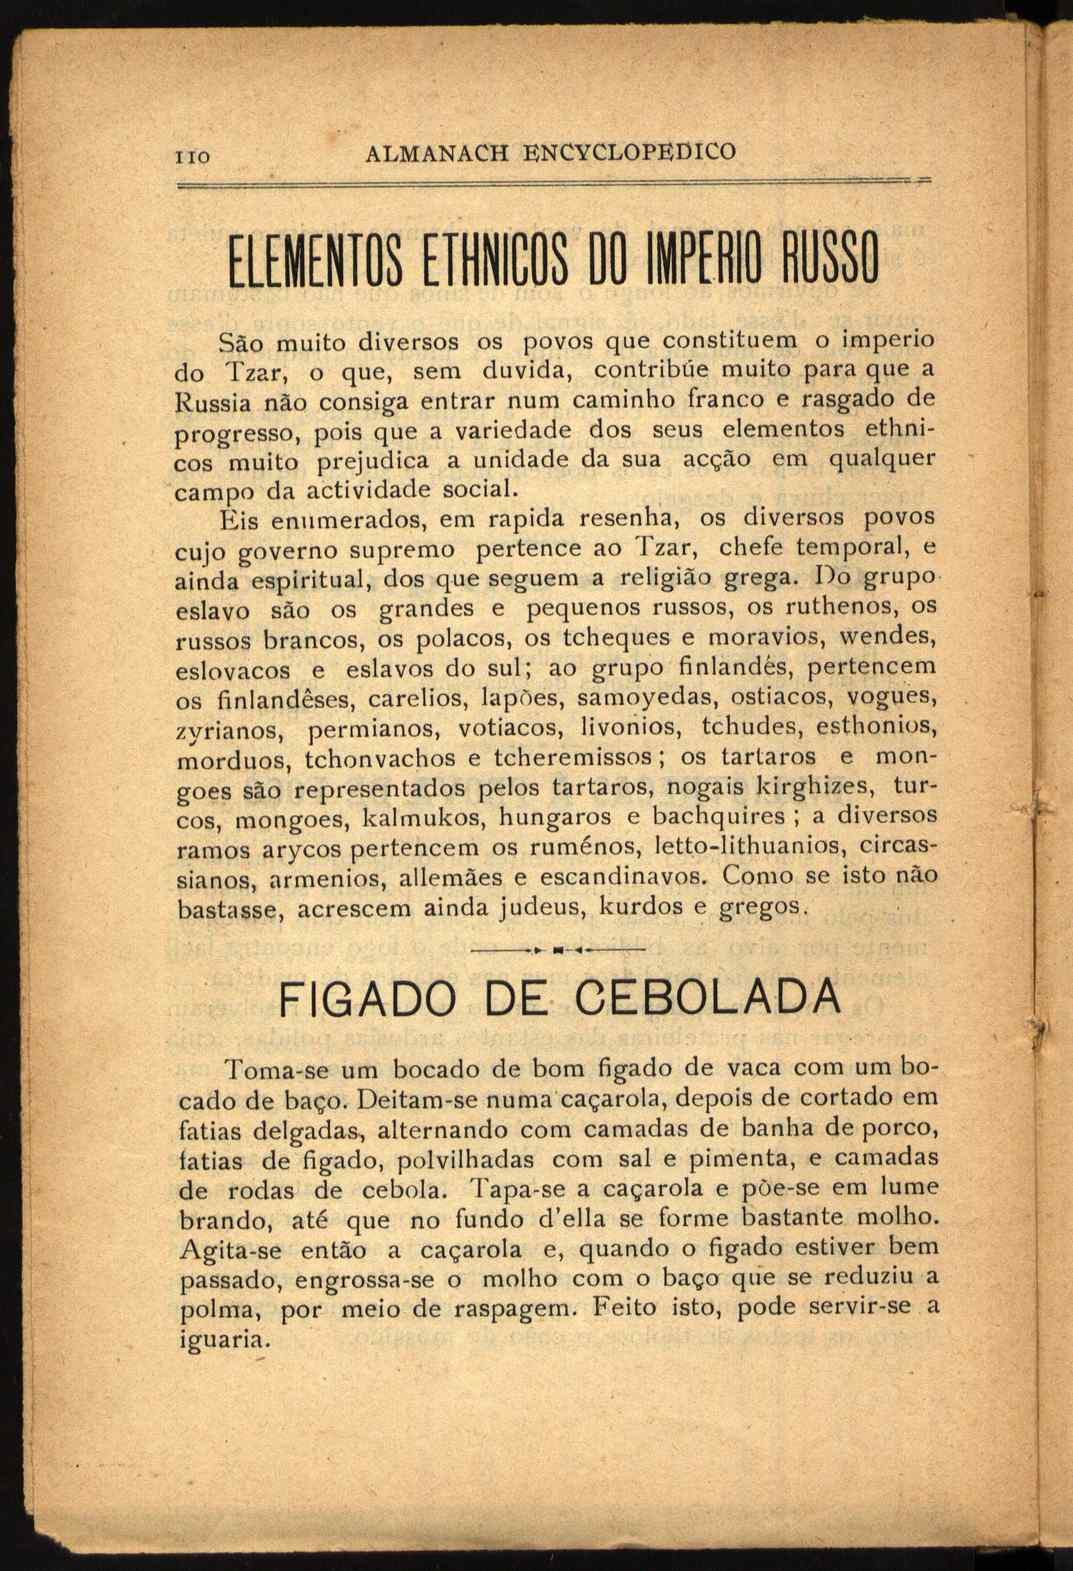 110 ALMANACH ENCYCLOPEDICO
ELEMENTOS ETHNICOS DO IMPERIO RUSSO
São muito diversos os povos que constituem o imperio
do Tzar, o que, sem duvida, contribúe muito para que a
Russia não consiga entrar num caminho franco e rasgado de
progresso, pois que a variedade dos seus elementos ethni-
cos muito prejudica a unidade da sua acção em qualquer
campo da actividade social.
Eis enumerados, em rapida resenha, os diversos povos
cujo governo supremo pertence ao Tzar, chefe temporal, e
ainda espiritual, dos que seguem a religião grega. Do grupo
eslavo são os grandes e pequenos russos, os ruthenos, os
russos brancos, os polacos, os tcheques e moravios, wendes,
eslovacos e eslavos do sul; ao grupo finlandês, pertencem
os finlandêses, carelios, lapões, samoyedas, ostiacos, vogues,
zyrianos, permianos, votiacos, livonios, tchudes, esthonios,
morduos, tchonvachos e tcheremissos; os tartaros e mon-
goes são representados pelos tartaros, nogais kirghizes, tur-
cos, mongoes, kalmukos, hungaros e bachquires; a diversos
ramos arycos pertencem os ruménos, letto-lithuanios, circas-
sianos, armenios, allemães e escandinavos. Como se isto não
bastasse, acrescem ainda judeus, kurdos e gregos.
FIGADO DE CEBOLADA
Toma-se um bocado de bom figado de vaca com um bo-
cado de baço. Deitam-se numa caçarola, depois de cortado em
fatias delgadas, alternando com camadas de banha de porco,
fatias de figado, polvilhadas com sal e pimenta, e camadas
de rodas de cebola. Tapa-se a caçarola e põe-se em lume
brando, até que no fundo d'ella se forme bastante molho.
Agita-se então a caçarola e, quando o figado estiver bem
passado, engrossa-se o molho com o baço que se reduziu a
polma, por meio de raspagem. Feito isto, pode servir-se a
iguaria.